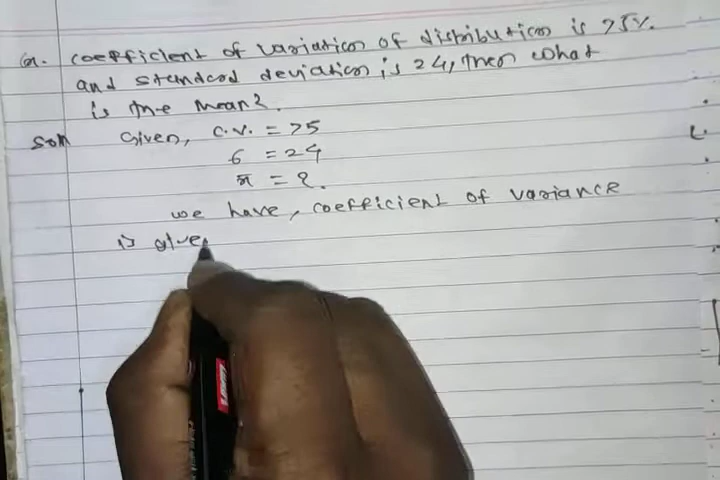 Q. coefficient of variation of distribution is 75%.
and standard deviation is 24, then what
is the mean?
Soln Given, C.V. = 75
σ = 24
x̄ = ?.
we have, coefficient of variance
is give